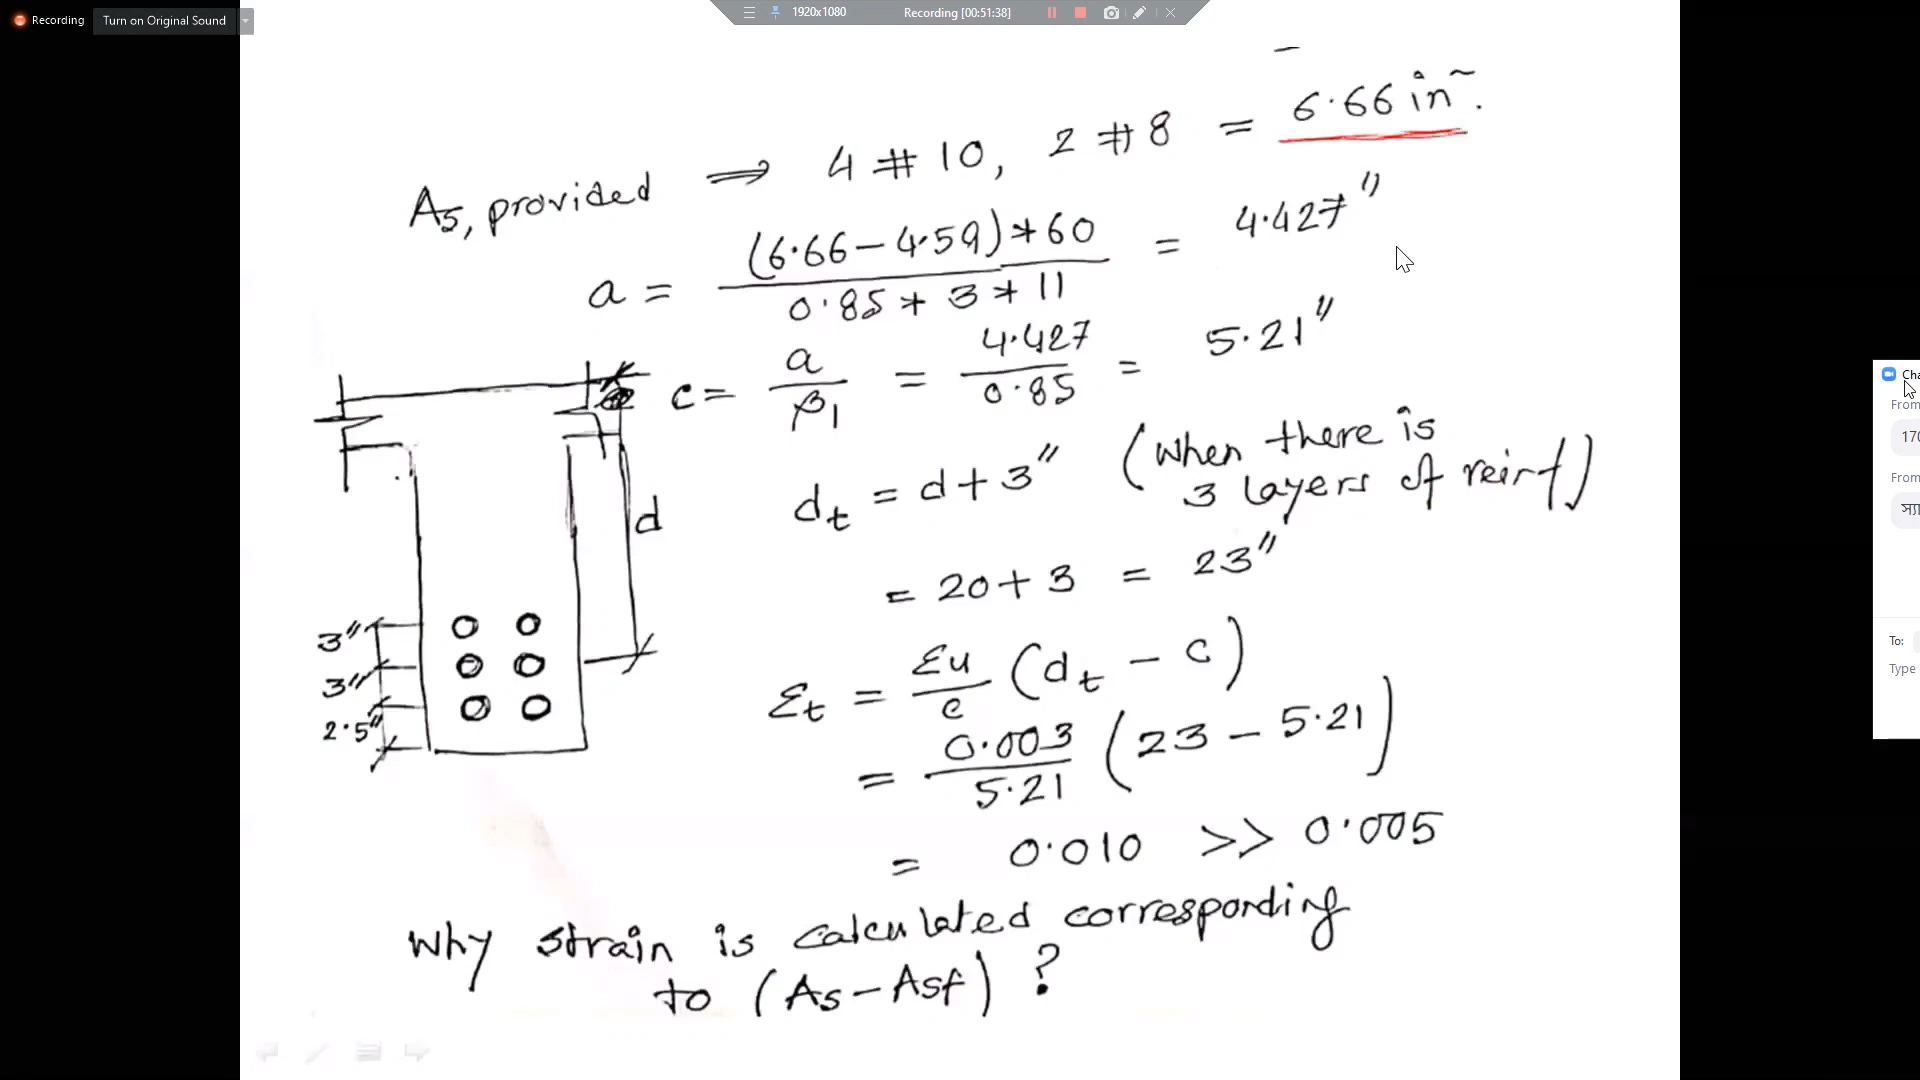 Recording
Turn on Original Sound
1920x1080
Recording [00:51:38]
As, provided ⟹ 4 # 10, 2 # 8 = 6.66 in~.
a = (6.66 - 4.59) * 60 / 0.85 * 3 * 11 = 4.427"
c = a / β1 = 4.427 / 0.85 = 5.21"
dt = d + 3" (when there is
3 layers of reinf)
= 20 + 3 = 23"
d
3"
3"
2.5"
εt = εu / c (dt - c)
= 0.003 / 5.21 (23 - 5.21)
= 0.010 >> 0.005
Why strain is calculated corresponding
to (As - Asf) ?
Cha
From
170
From
স্যা
To:
Type